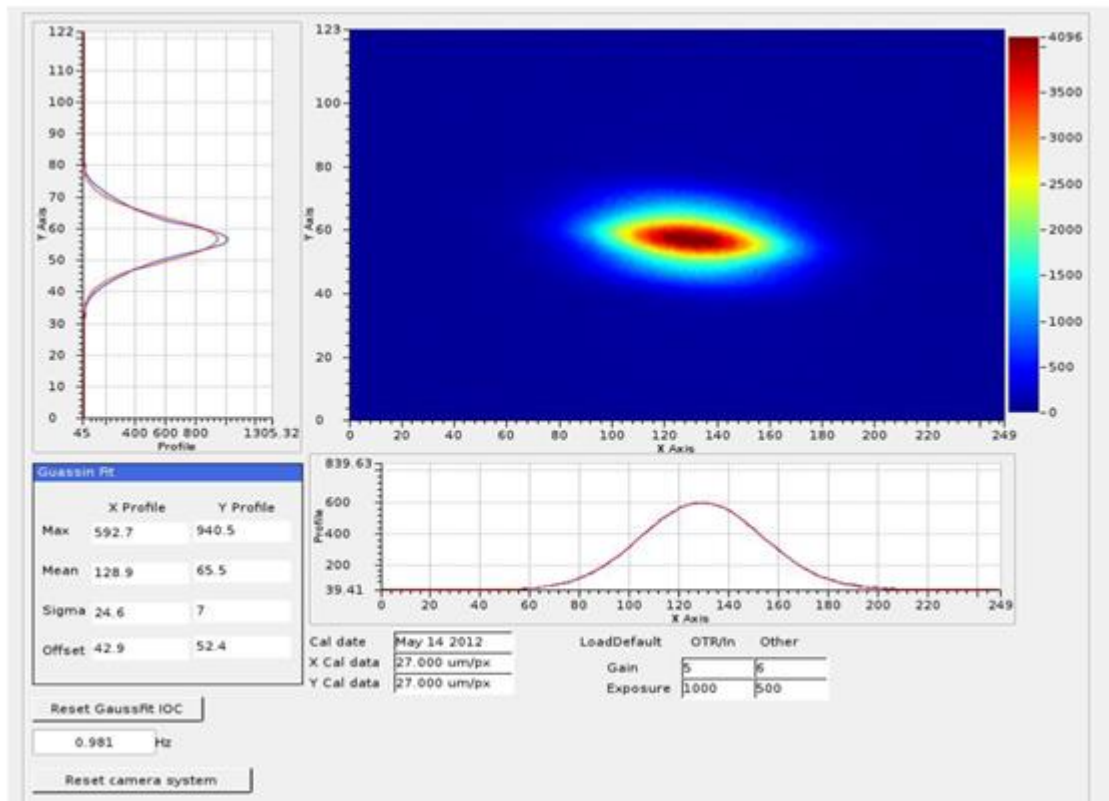 122
110
100
90
80
70
60
50
40
30
20
10
0
Y Axis
45 400 600 800 1305.32
Profile
123
100
80
60
40
20
0
Y Axis
0 20 40 60 80 100 120 140 160 180 200 220 249
X Axis
4096
3500
3000
2500
2000
1500
1000
500
0
Guassin Fit
X Profile Y Profile
Max 592.7 940.5
Mean 128.9 65.5
Sigma 24.6 7
Offset 42.9 52.4
839.63
600
400
200
39.41
Profile
0 20 40 60 80 100 120 140 160 180 200 220 249
X Axis
Cal date May 14 2012
X Cal data 27.000 um/px
Y Cal data 27.000 um/px
LoadDefault OTR/In Other
Gain 5 6
Exposure 1000 500
Reset Gaussfit IOC
0.981 Hz
Reset camera system